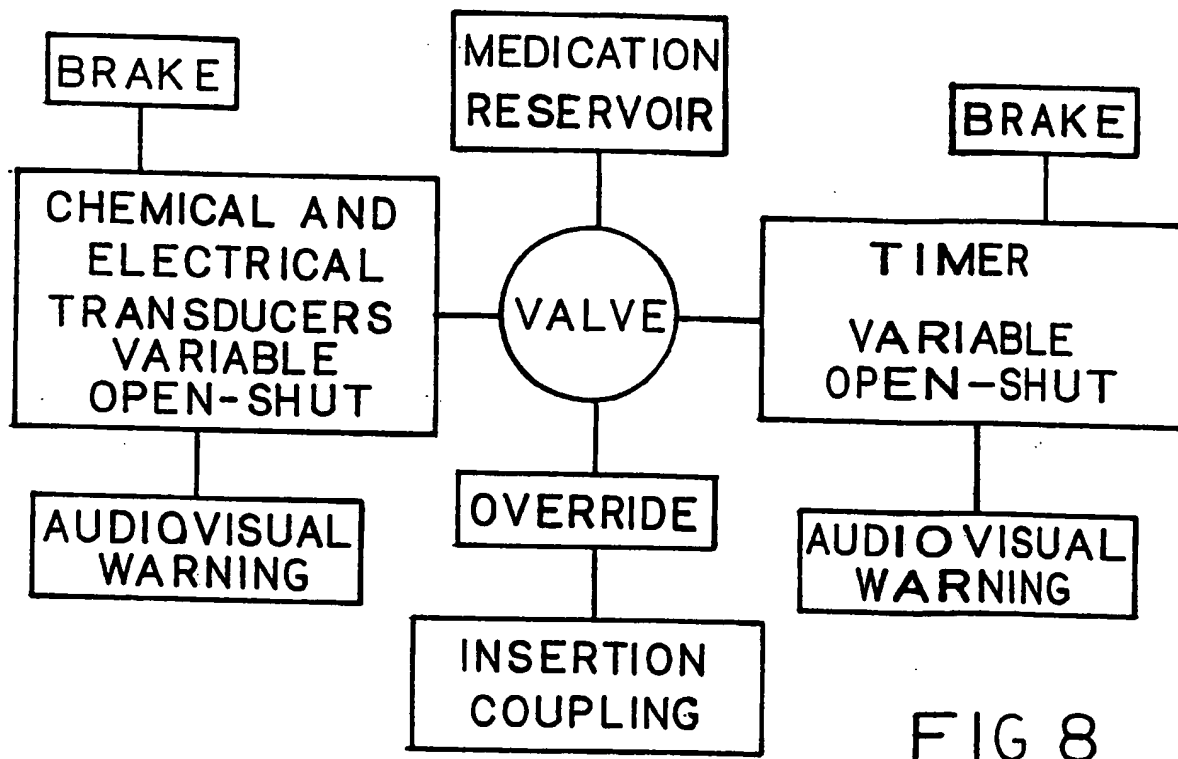 BRAKE
MEDICATION
RESERVOIR
BRAKE
CHEMICAL AND
ELECTRICAL
TRANSDUCERS
VARIABLE
OPEN-SHUT
VALVE
TIMER
VARIABLE
OPEN-SHUT
AUDIOVISUAL
WARNING
OVERRIDE
AUDIOVISUAL
WARNING
INSERTION
COUPLING
FIG 8